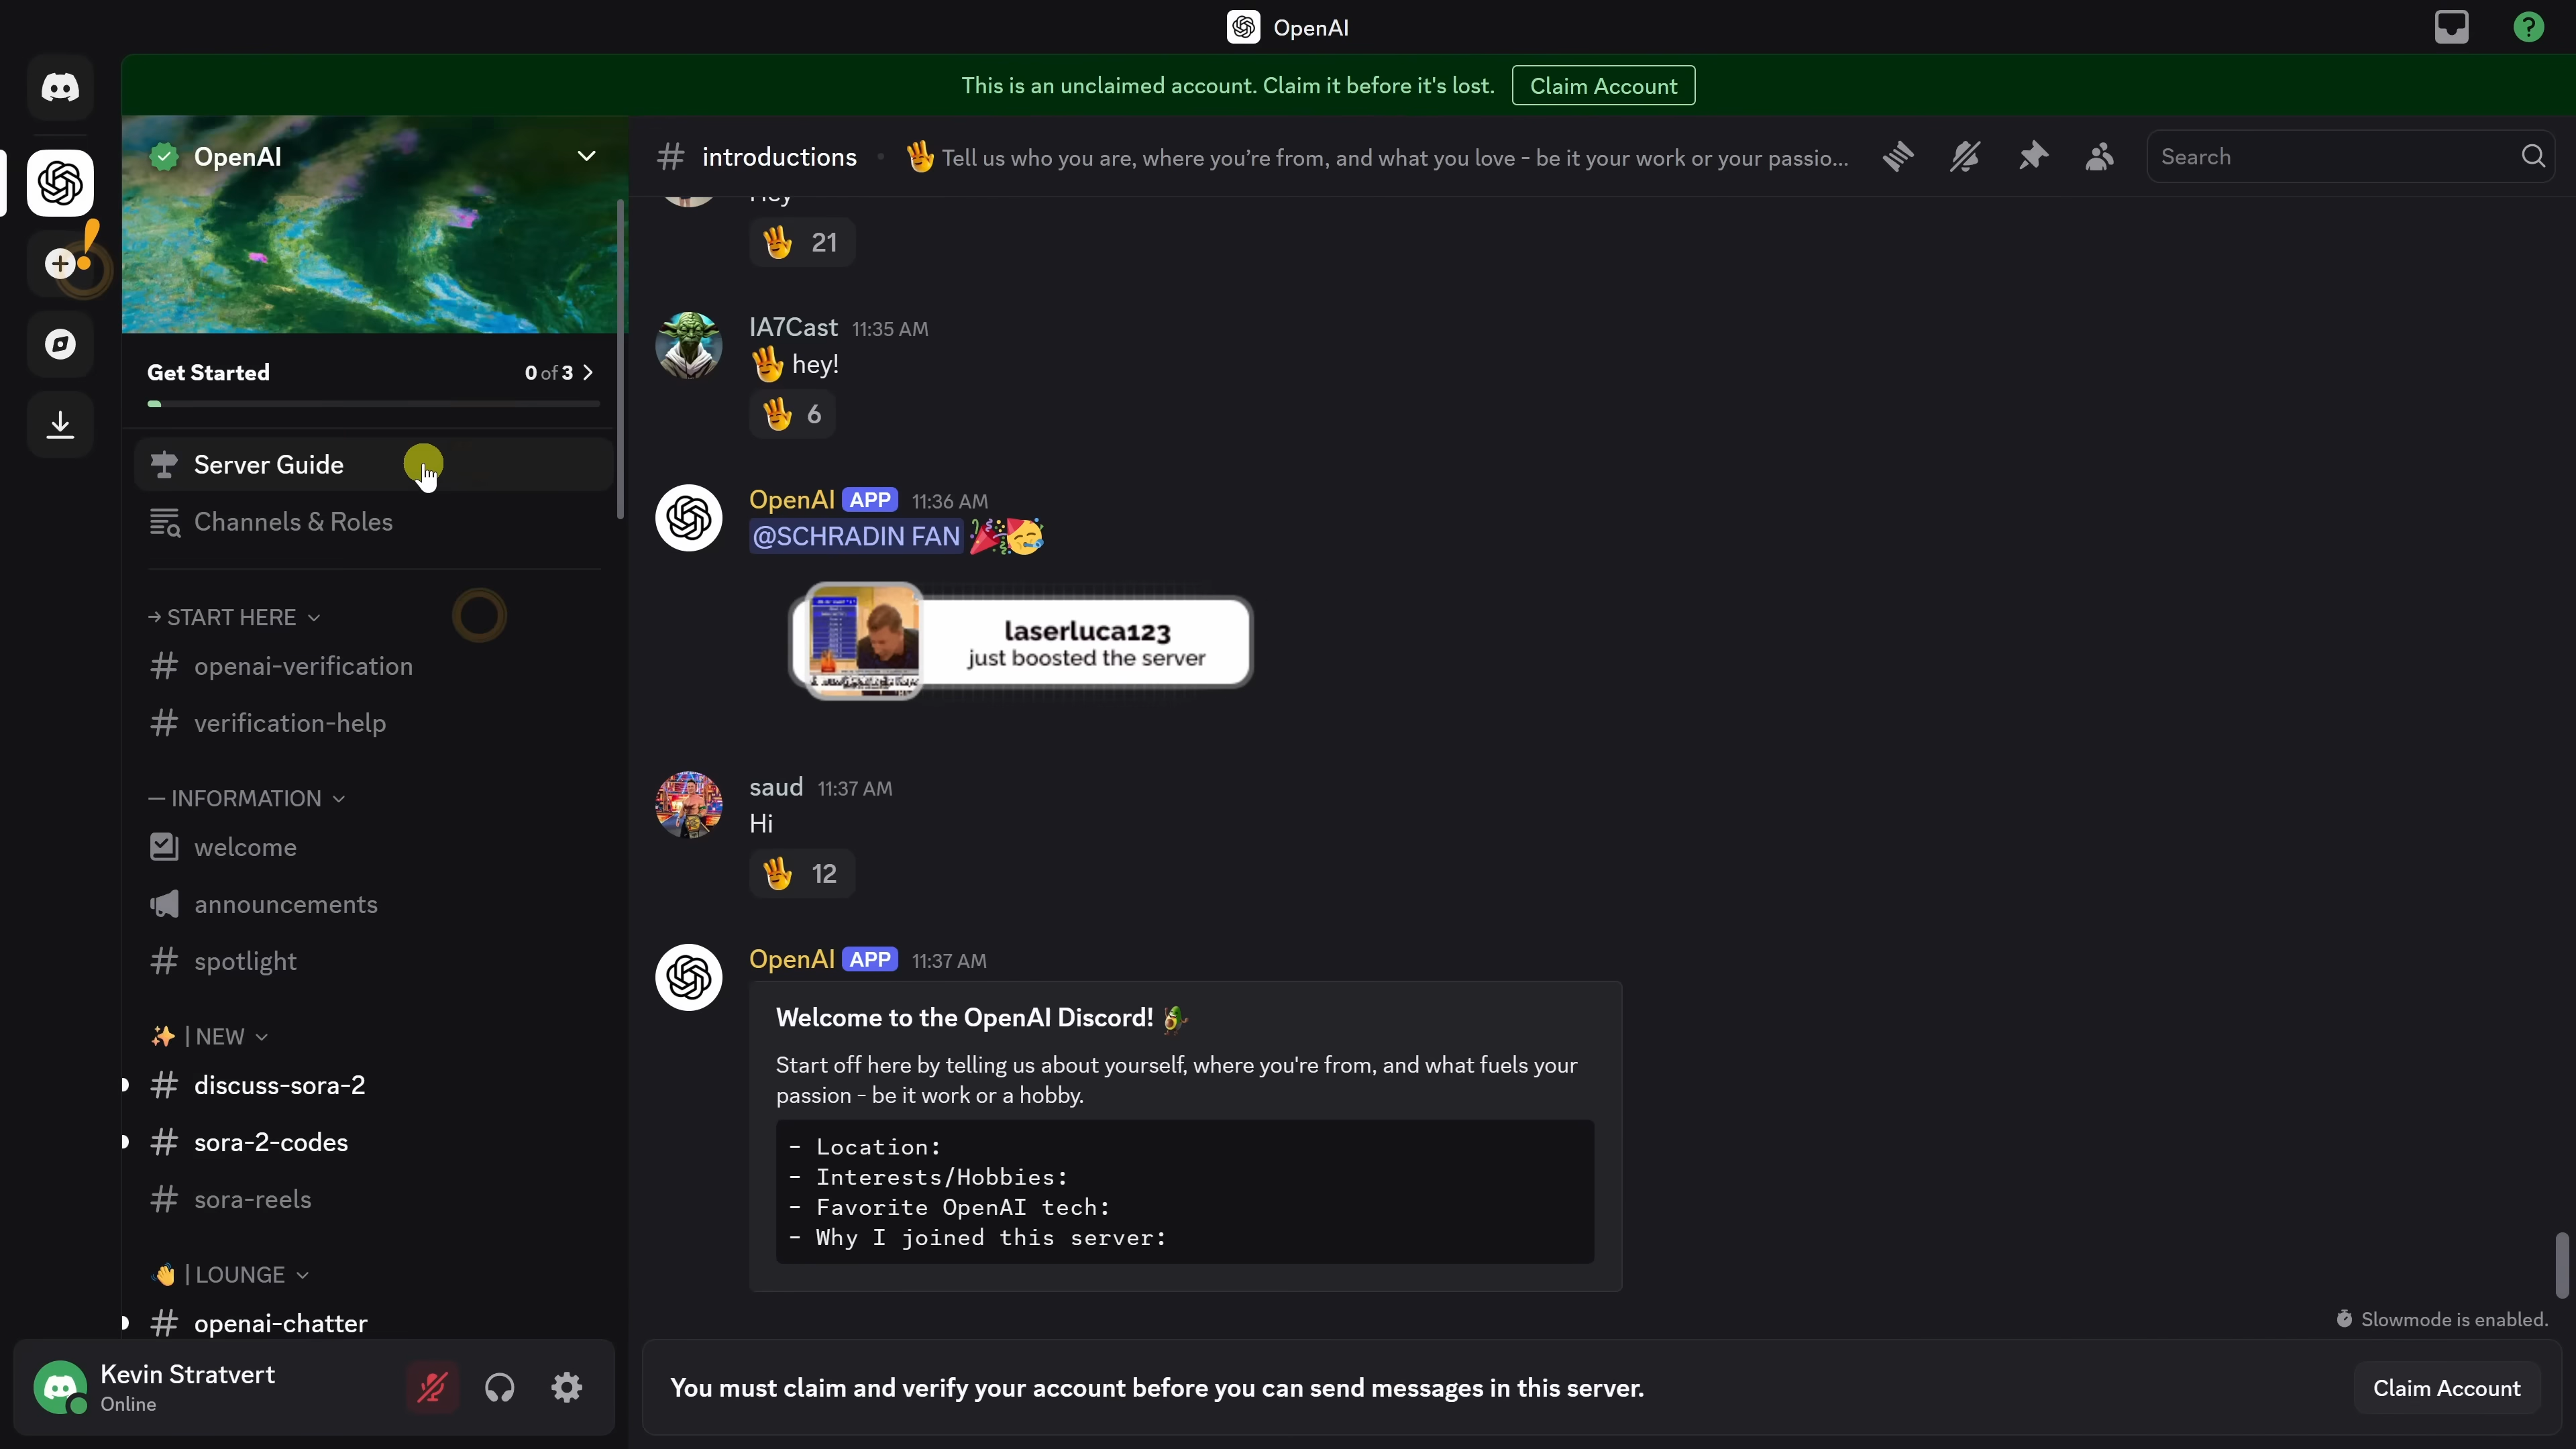 OpenAI
This is an unclaimed account. Claim it before it's lost. Claim Account
OpenAI
Get Started 0 of 3
Server Guide
Channels & Roles
→ START HERE
openai-verification
verification-help
— INFORMATION
welcome
announcements
spotlight
✨ | NEW
discuss-sora-2
sora-2-codes
sora-reels
👋 | LOUNGE
openai-chatter
Kevin Stratvert
Online
# introductions • 👋 Tell us who you are, where you’re from, and what you love - be it your work or your passio...
Search
👋 21
IA7Cast 11:35 AM
👋 hey!
👋 6
OpenAI APP 11:36 AM
@SCHRADIN FAN 🎉🥳
laserluca123
just boosted the server
saud 11:37 AM
Hi
👋 12
OpenAI APP 11:37 AM
Welcome to the OpenAI Discord!
Start off here by telling us about yourself, where you're from, and what fuels your
passion - be it work or a hobby.
- Location:
- Interests/Hobbies:
- Favorite OpenAI tech:
- Why I joined this server:
Slowmode is enabled.
You must claim and verify your account before you can send messages in this server. Claim Account